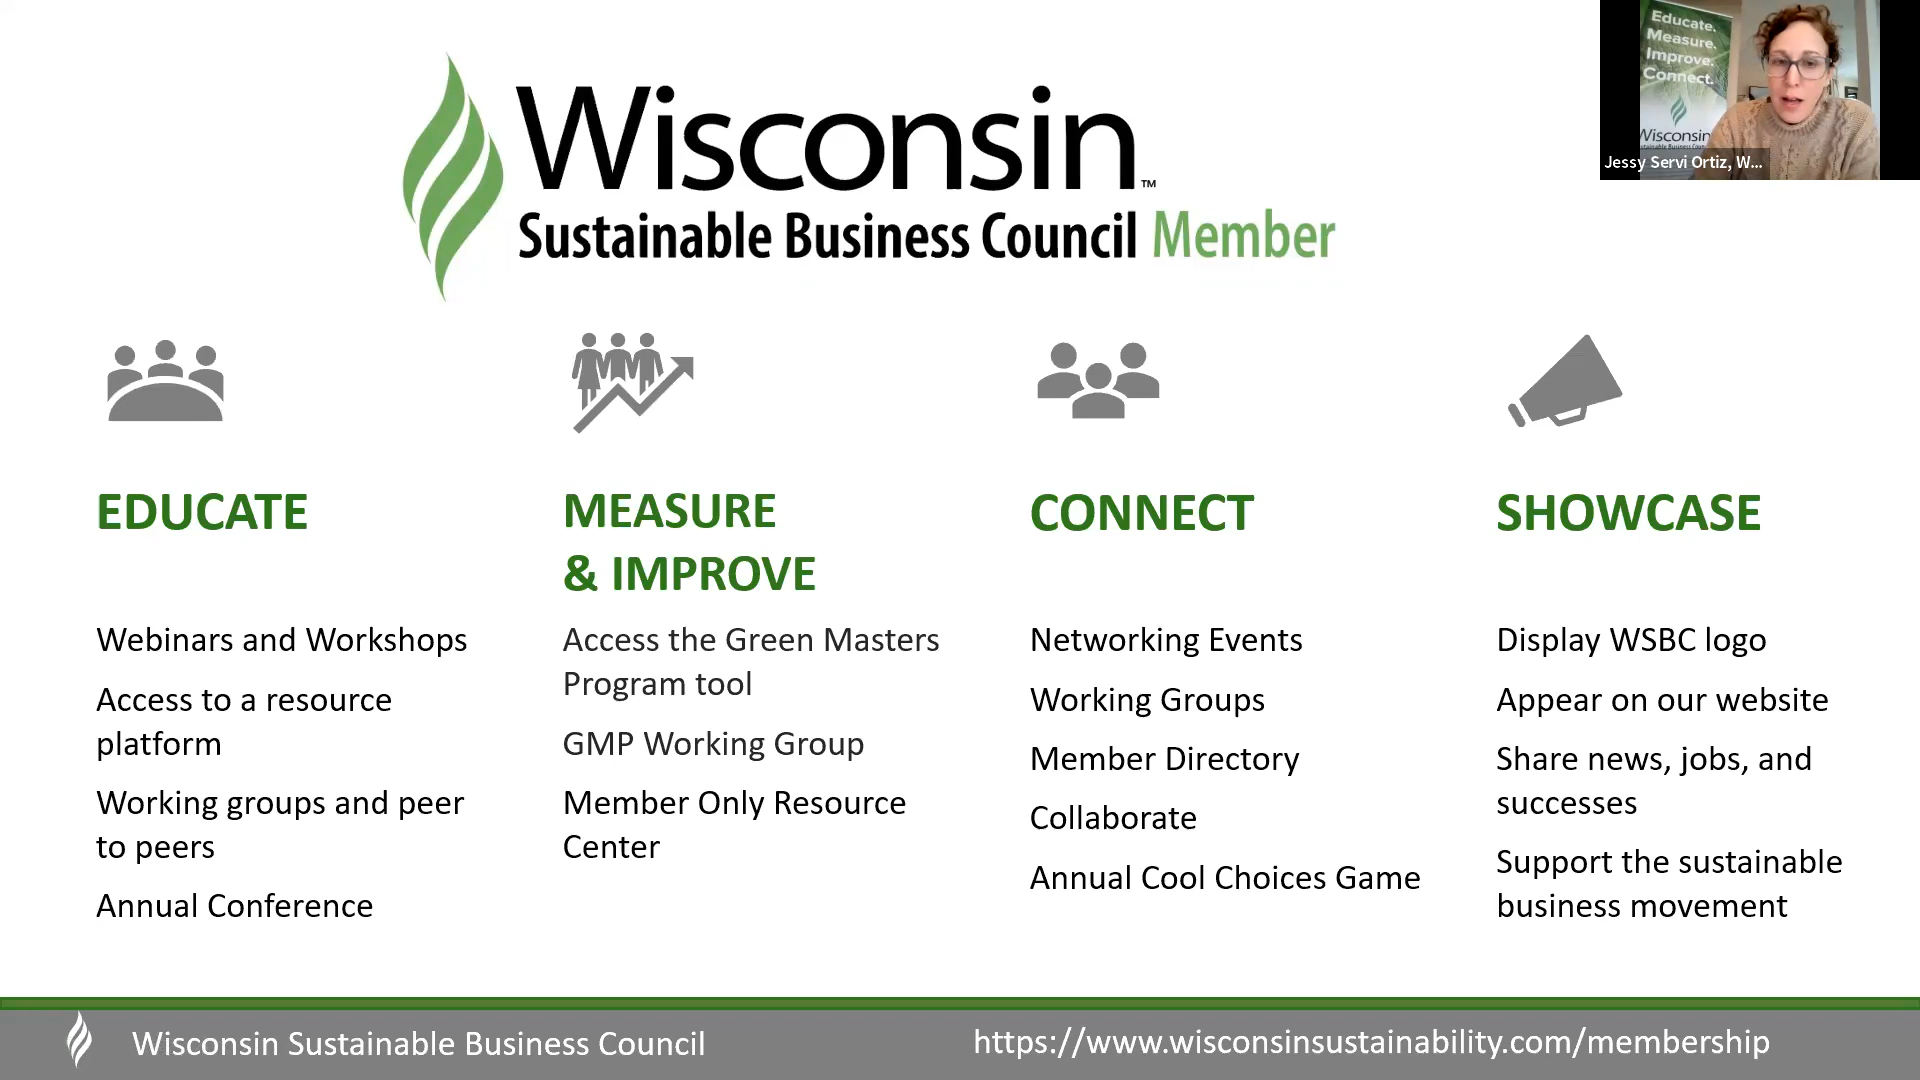 Wisconsin™
Sustainable Business Council Member
Educate.
Measure.
Improve.
Connect.
Wisconsin
Jessy Servi Ortiz, W...
EDUCATE
Webinars and Workshops
Access to a resource
platform
Working groups and peer
to peers
Annual Conference
MEASURE
& IMPROVE
Access the Green Masters
Program tool
GMP Working Group
Member Only Resource
Center
CONNECT
Networking Events
Working Groups
Member Directory
Collaborate
Annual Cool Choices Game
SHOWCASE
Display WSBC logo
Appear on our website
Share news, jobs, and
successes
Support the sustainable
business movement
Wisconsin Sustainable Business Council
https://www.wisconsinsustainability.com/membership